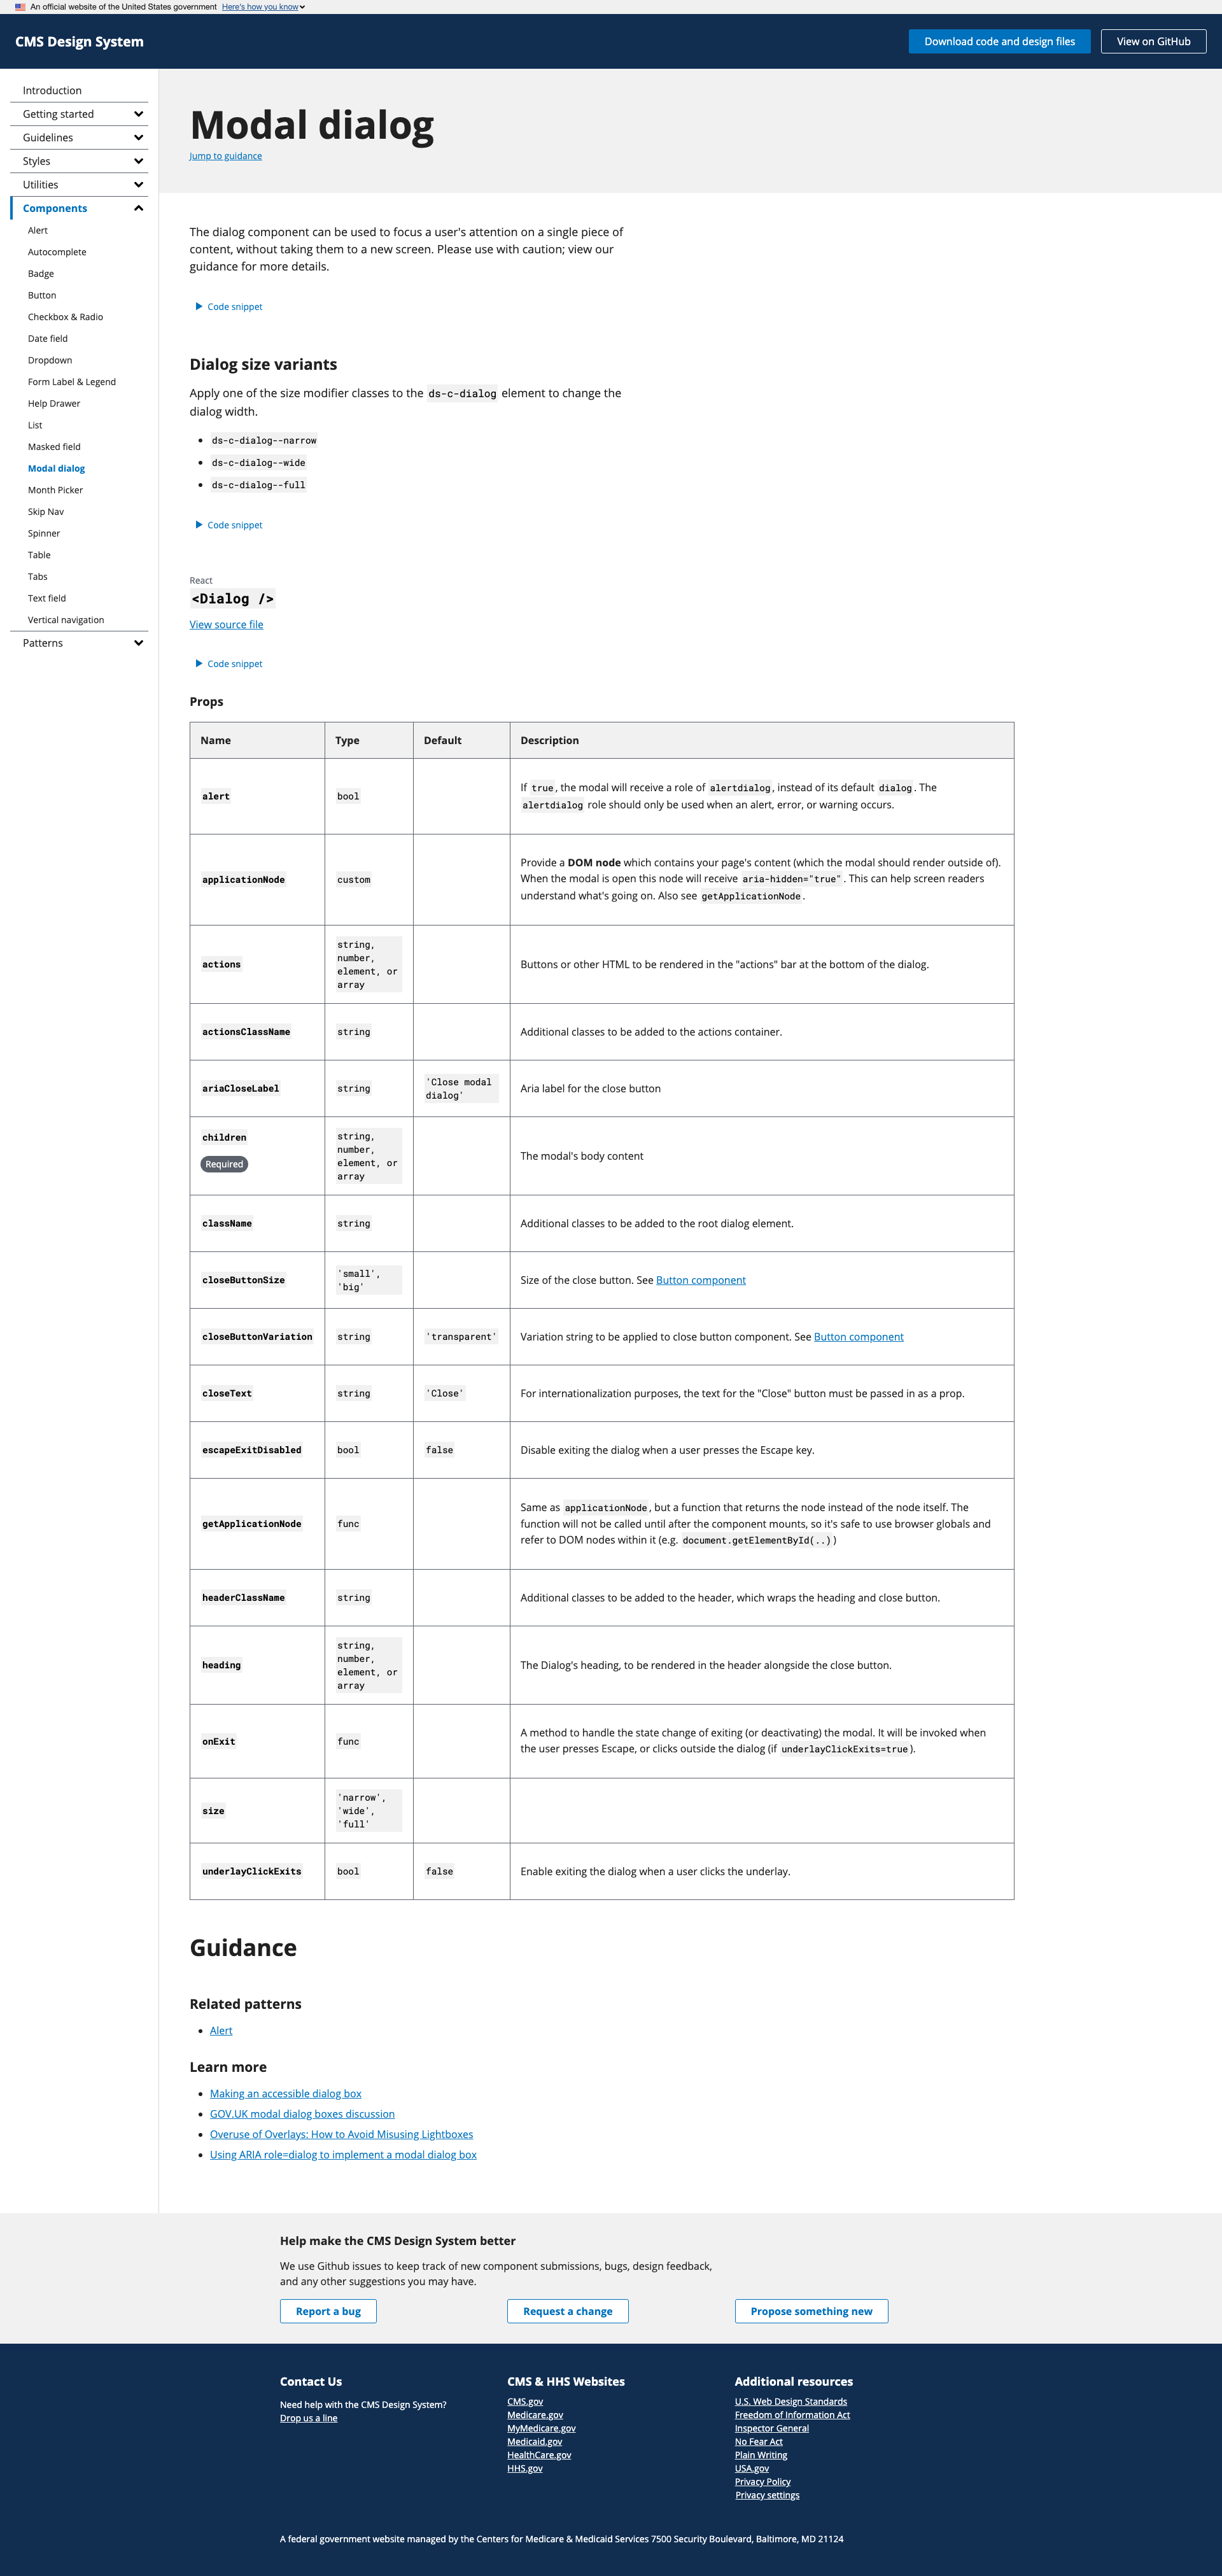 An official website of the United States government Here's how you know
CMS Design System
Download code and design files
View on GitHub
Introduction
Getting started
Guidelines
Styles
Utilities
Components
Alert
Autocomplete
Badge
Button
Checkbox & Radio
Date field
Dropdown
Form Label & Legend
Help Drawer
List
Masked field
Modal dialog
Month Picker
Skip Nav
Spinner
Table
Tabs
Text field
Vertical navigation
Patterns
Modal dialog
Jump to guidance
The dialog component can be used to focus a user's attention on a single piece of
content, without taking them to a new screen. Please use with caution; view our
guidance for more details.
Code snippet
Dialog size variants
Apply one of the size modifier classes to the ds-c-dialog element to change the
dialog width.
ds-c-dialog--narrow
ds-c-dialog--wide
ds-c-dialog--full
Code snippet
React
<Dialog />
View source file
Code snippet
Props
Name Type Default Description
alert bool
If true, the modal will receive a role of alertdialog, instead of its default dialog. The
alertdialog role should only be used when an alert, error, or warning occurs.
applicationNode custom
Provide a DOM node which contains your page's content (which the modal should render outside of).
When the modal is open this node will receive aria-hidden="true". This can help screen readers
understand what's going on. Also see getApplicationNode.
actions
string,
number,
element, or
array
Buttons or other HTML to be rendered in the "actions" bar at the bottom of the dialog.
actionsClassName string Additional classes to be added to the actions container.
ariaCloseLabel string
'Close modal
dialog'
Aria label for the close button
children
Required
string,
number,
element, or
array
The modal's body content
className string Additional classes to be added to the root dialog element.
closeButtonSize
'small',
'big'
Size of the close button. See Button component
closeButtonVariation string 'transparent' Variation string to be applied to close button component. See Button component
closeText string 'Close' For internationalization purposes, the text for the "Close" button must be passed in as a prop.
escapeExitDisabled bool false Disable exiting the dialog when a user presses the Escape key.
getApplicationNode func
Same as applicationNode, but a function that returns the node instead of the node itself. The
function will not be called until after the component mounts, so it's safe to use browser globals and
refer to DOM nodes within it (e.g. document.getElementById(..))
headerClassName string Additional classes to be added to the header, which wraps the heading and close button.
heading
string,
number,
element, or
array
The Dialog's heading, to be rendered in the header alongside the close button.
onExit func
A method to handle the state change of exiting (or deactivating) the modal. It will be invoked when
the user presses Escape, or clicks outside the dialog (if underlayClickExits=true).
size
'narrow',
'wide',
'full'
underlayClickExits bool false Enable exiting the dialog when a user clicks the underlay.
Guidance
Related patterns
Alert
Learn more
Making an accessible dialog box
GOV.UK modal dialog boxes discussion
Overuse of Overlays: How to Avoid Misusing Lightboxes
Using ARIA role=dialog to implement a modal dialog box
Help make the CMS Design System better
We use Github issues to keep track of new component submissions, bugs, design feedback,
and any other suggestions you may have.
Report a bug
Request a change
Propose something new
Contact Us
Need help with the CMS Design System?
Drop us a line
CMS & HHS Websites
CMS.gov
Medicare.gov
MyMedicare.gov
Medicaid.gov
HealthCare.gov
HHS.gov
Additional resources
U.S. Web Design Standards
Freedom of Information Act
Inspector General
No Fear Act
Plain Writing
USA.gov
Privacy Policy
Privacy settings
A federal government website managed by the Centers for Medicare & Medicaid Services 7500 Security Boulevard, Baltimore, MD 21124